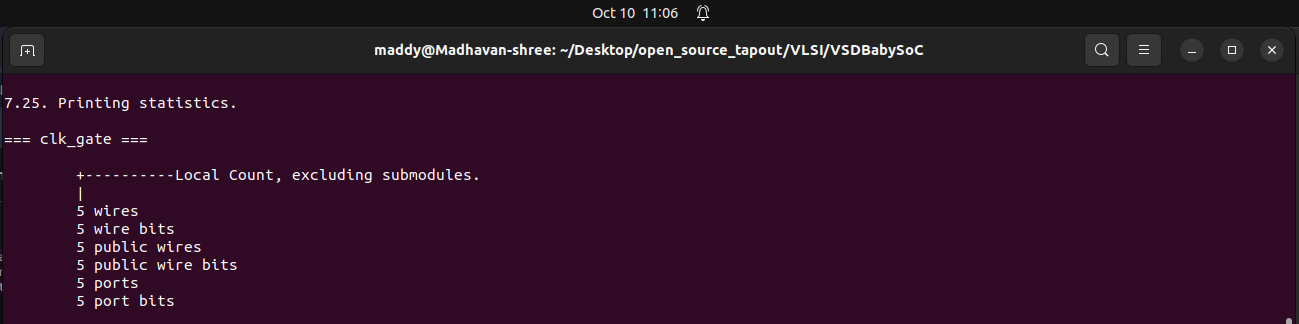 Oct 10 11:06
maddy@Madhavan-shree: ~/Desktop/open_source_tapout/VLSI/VSDBabySoC
7.25. Printing statistics.
=== clk_gate ===
+----------Local Count, excluding submodules.
|
5 wires
5 wire bits
5 public wires
5 public wire bits
5 ports
5 port bits